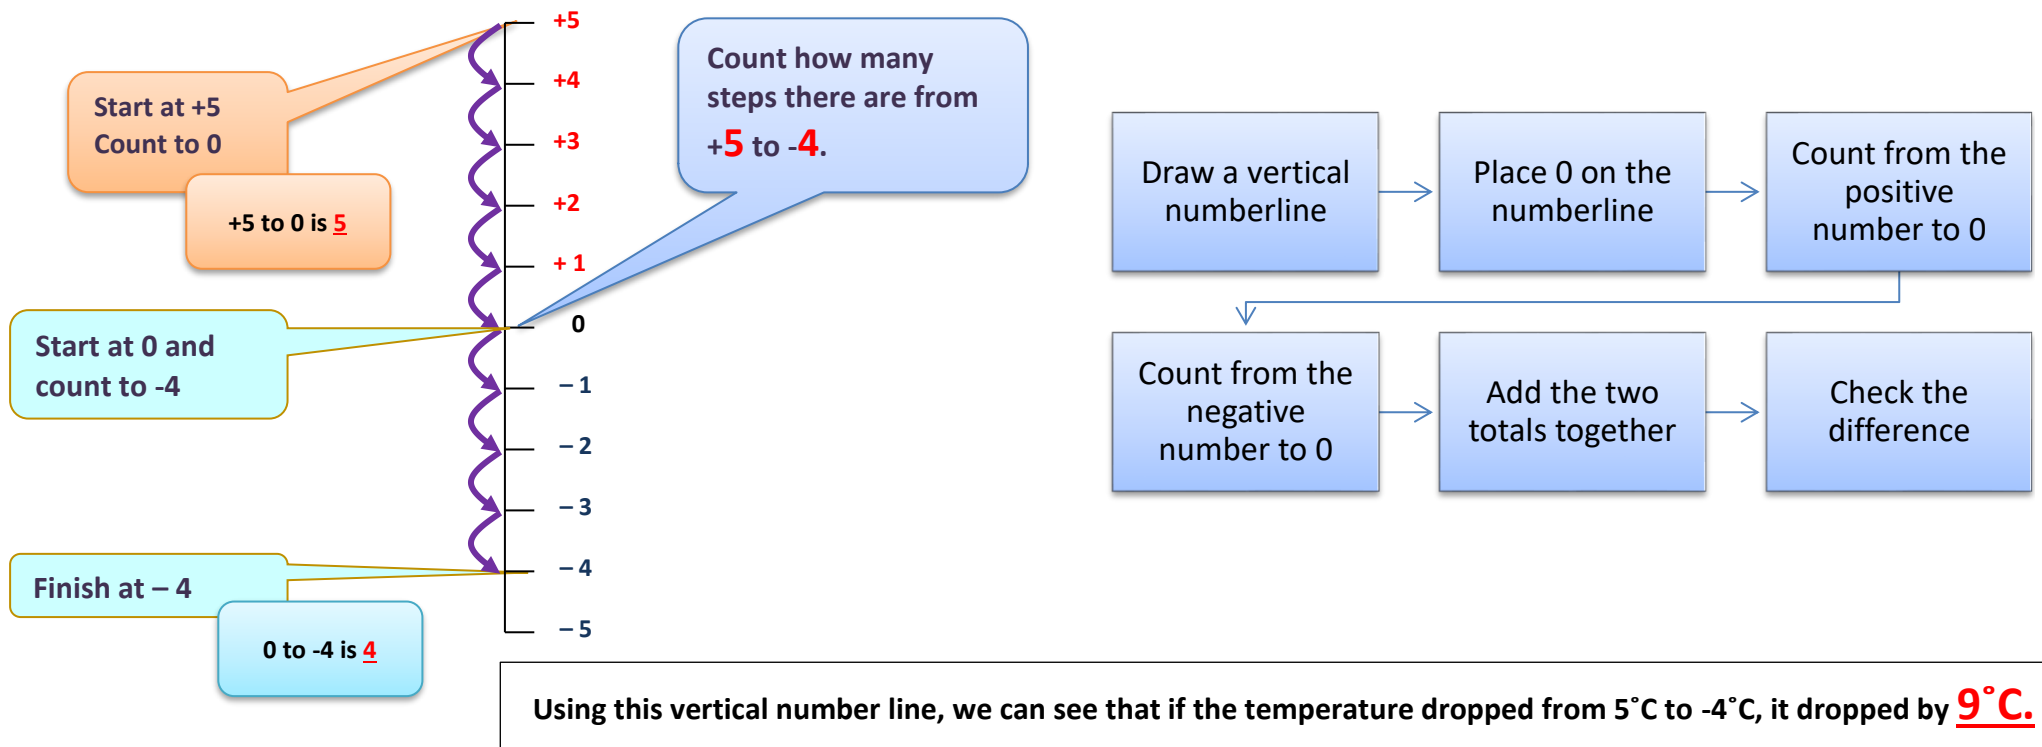 Start at +5
Count to 0
+5 to 0 is 5
Start at 0 and
count to -4
Finish at – 4
0 to -4 is 4
+5
+4
+3
+2
+ 1
0
– 1
– 2
– 3
– 4
– 5
Count how many
steps there are from
+5 to -4.
Draw a vertical
numberline
Place 0 on the
numberline
Count from the
positive
number to 0
Count from the
negative
number to 0
Add the two
totals together
Check the
difference
Using this vertical number line, we can see that if the temperature dropped from 5˚C to -4˚C, it dropped by 9˚C.